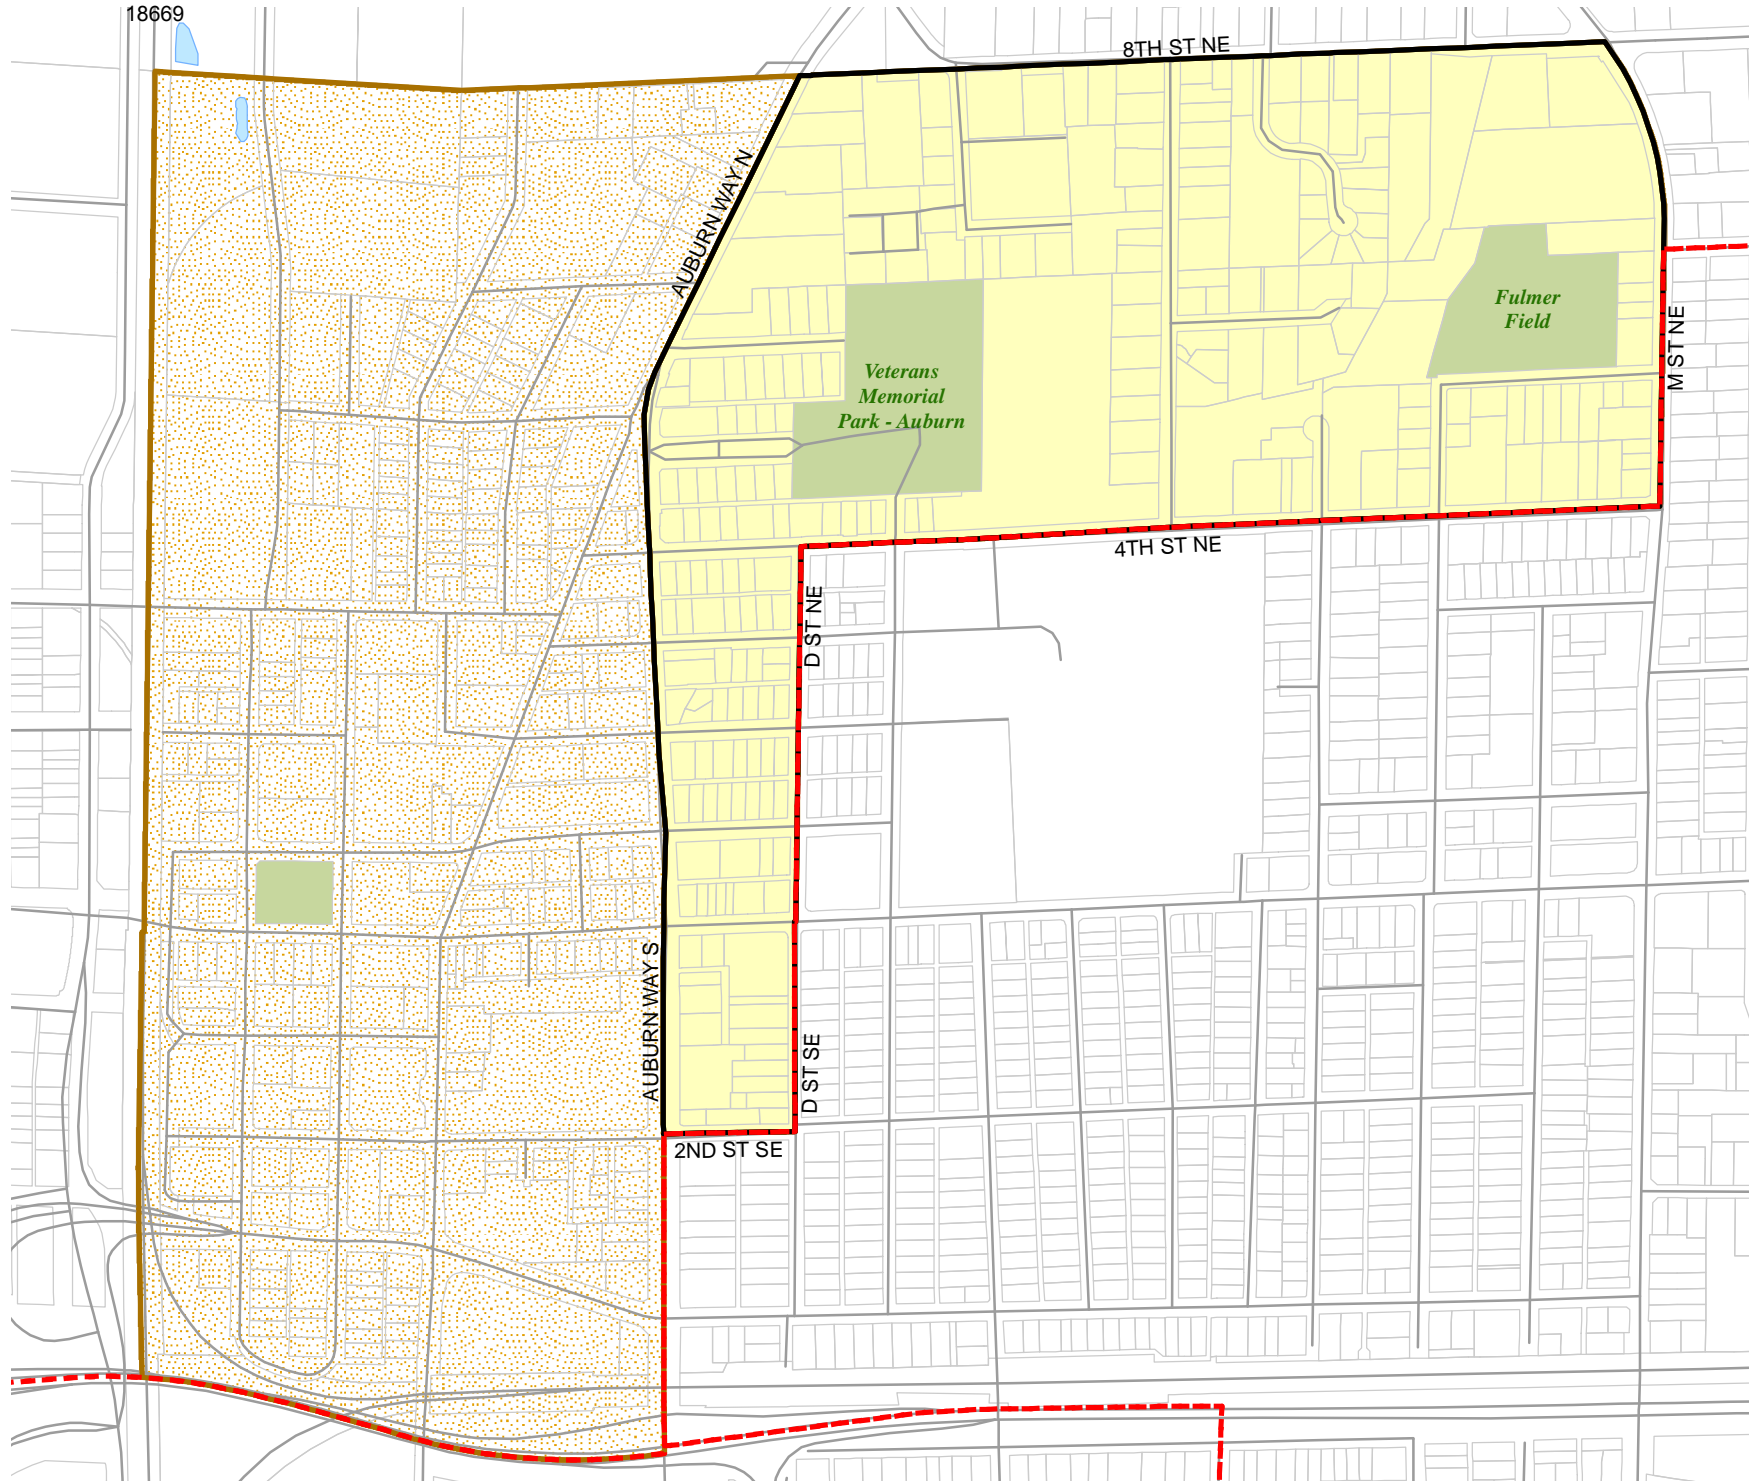 18669
8TH ST NE
AUBURN WAY N
Fulmer
Field
M ST NE
Veterans
Memorial
Park - Auburn
4TH ST NE
D ST NE
AUBURN WAY S
D ST SE
2ND ST SE